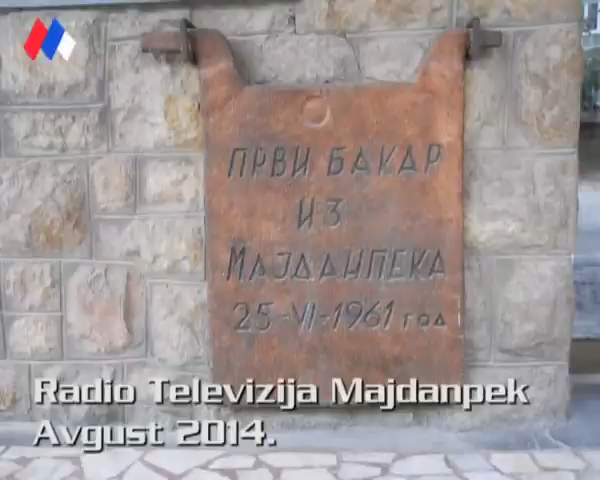 ПРВИ БАКАР
ИЗ
МАЈДАНПЕКА
25-VI-1961 год
Radio Televizija Majdanpek
Avgust 2014.